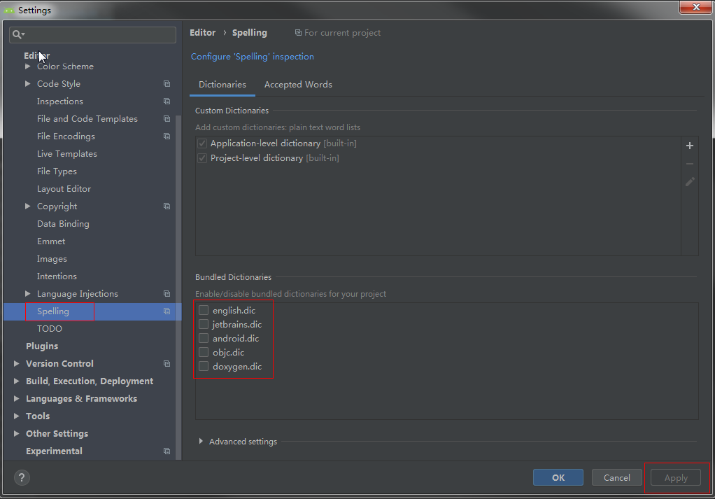 Settings
Editor
Color Scheme
Code Style
Inspections
File and Code Templates
File Encodings
Live Templates
File Types
Layout Editor
Copyright
Data Binding
Emmet
Images
Intentions
Language Injections
Spelling
TODO
Plugins
Version Control
Build, Execution, Deployment
Languages & Frameworks
Tools
Other Settings
Experimental
?
Editor › Spelling For current project
Configure 'Spelling' inspection
Dictionaries Accepted Words
Custom Dictionaries
Add custom dictionaries: plain text word lists
Application-level dictionary [built-in]
Project-level dictionary [built-in]
Bundled Dictionaries
Enable/disable bundled dictionaries for your project
english.dic
jetbrains.dic
android.dic
objc.dic
doxygen.dic
Advanced settings
OK Cancel Apply